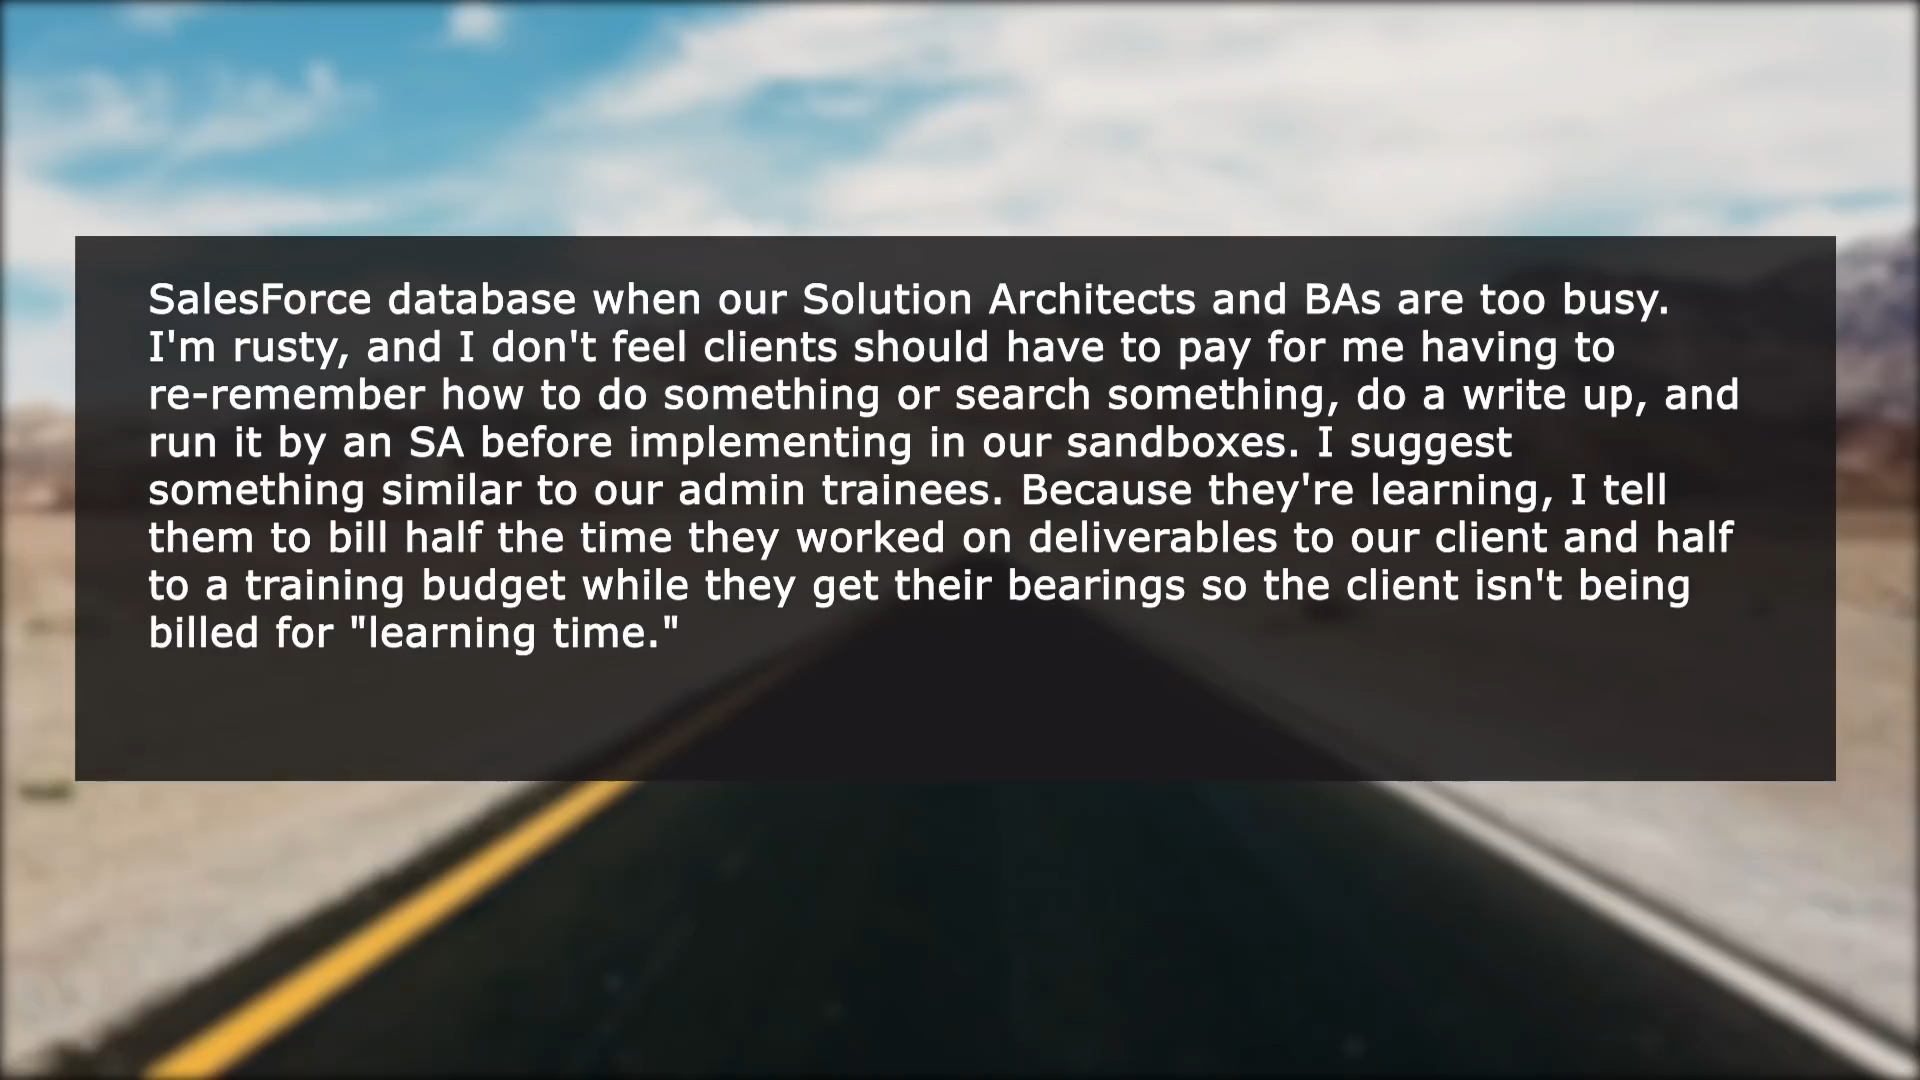 SalesForce database when our Solution Architects and BAs are too busy.
I'm rusty, and I don't feel clients should have to pay for me having to
re-remember how to do something or search something, do a write up, and
run it by an SA before implementing in our sandboxes. I suggest
something similar to our admin trainees. Because they're learning, I tell
them to bill half the time they worked on deliverables to our client and half
to a training budget while they get their bearings so the client isn't being
billed for "learning time."